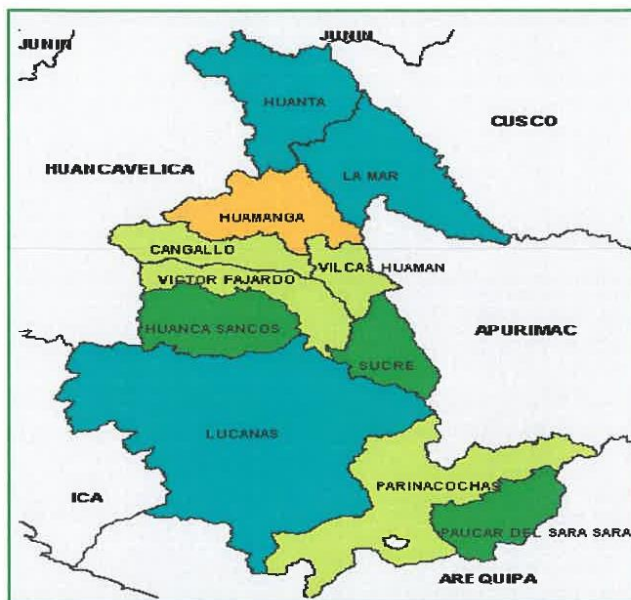 JUNIN
JUNIN
HUANTA
CUSCO
HUANCAVELICA
LA MAR
HUAMANGA
CANGALLO
VILCAS HUAMAN
VICTOR FAJARDO
HUANCA SANCOS
APURIMAC
SUCRE
LUCANAS
PARINACOCHAS
ICA
PAUCAR DEL SARA SARA
AREQUIPA